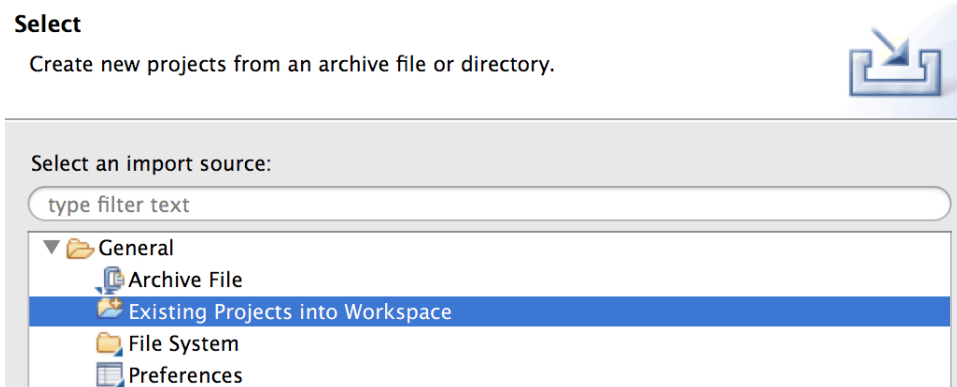 Select
Create new projects from an archive file or directory.
Select an import source:
type filter text
General
Archive File
Existing Projects into Workspace
File System
Preferences